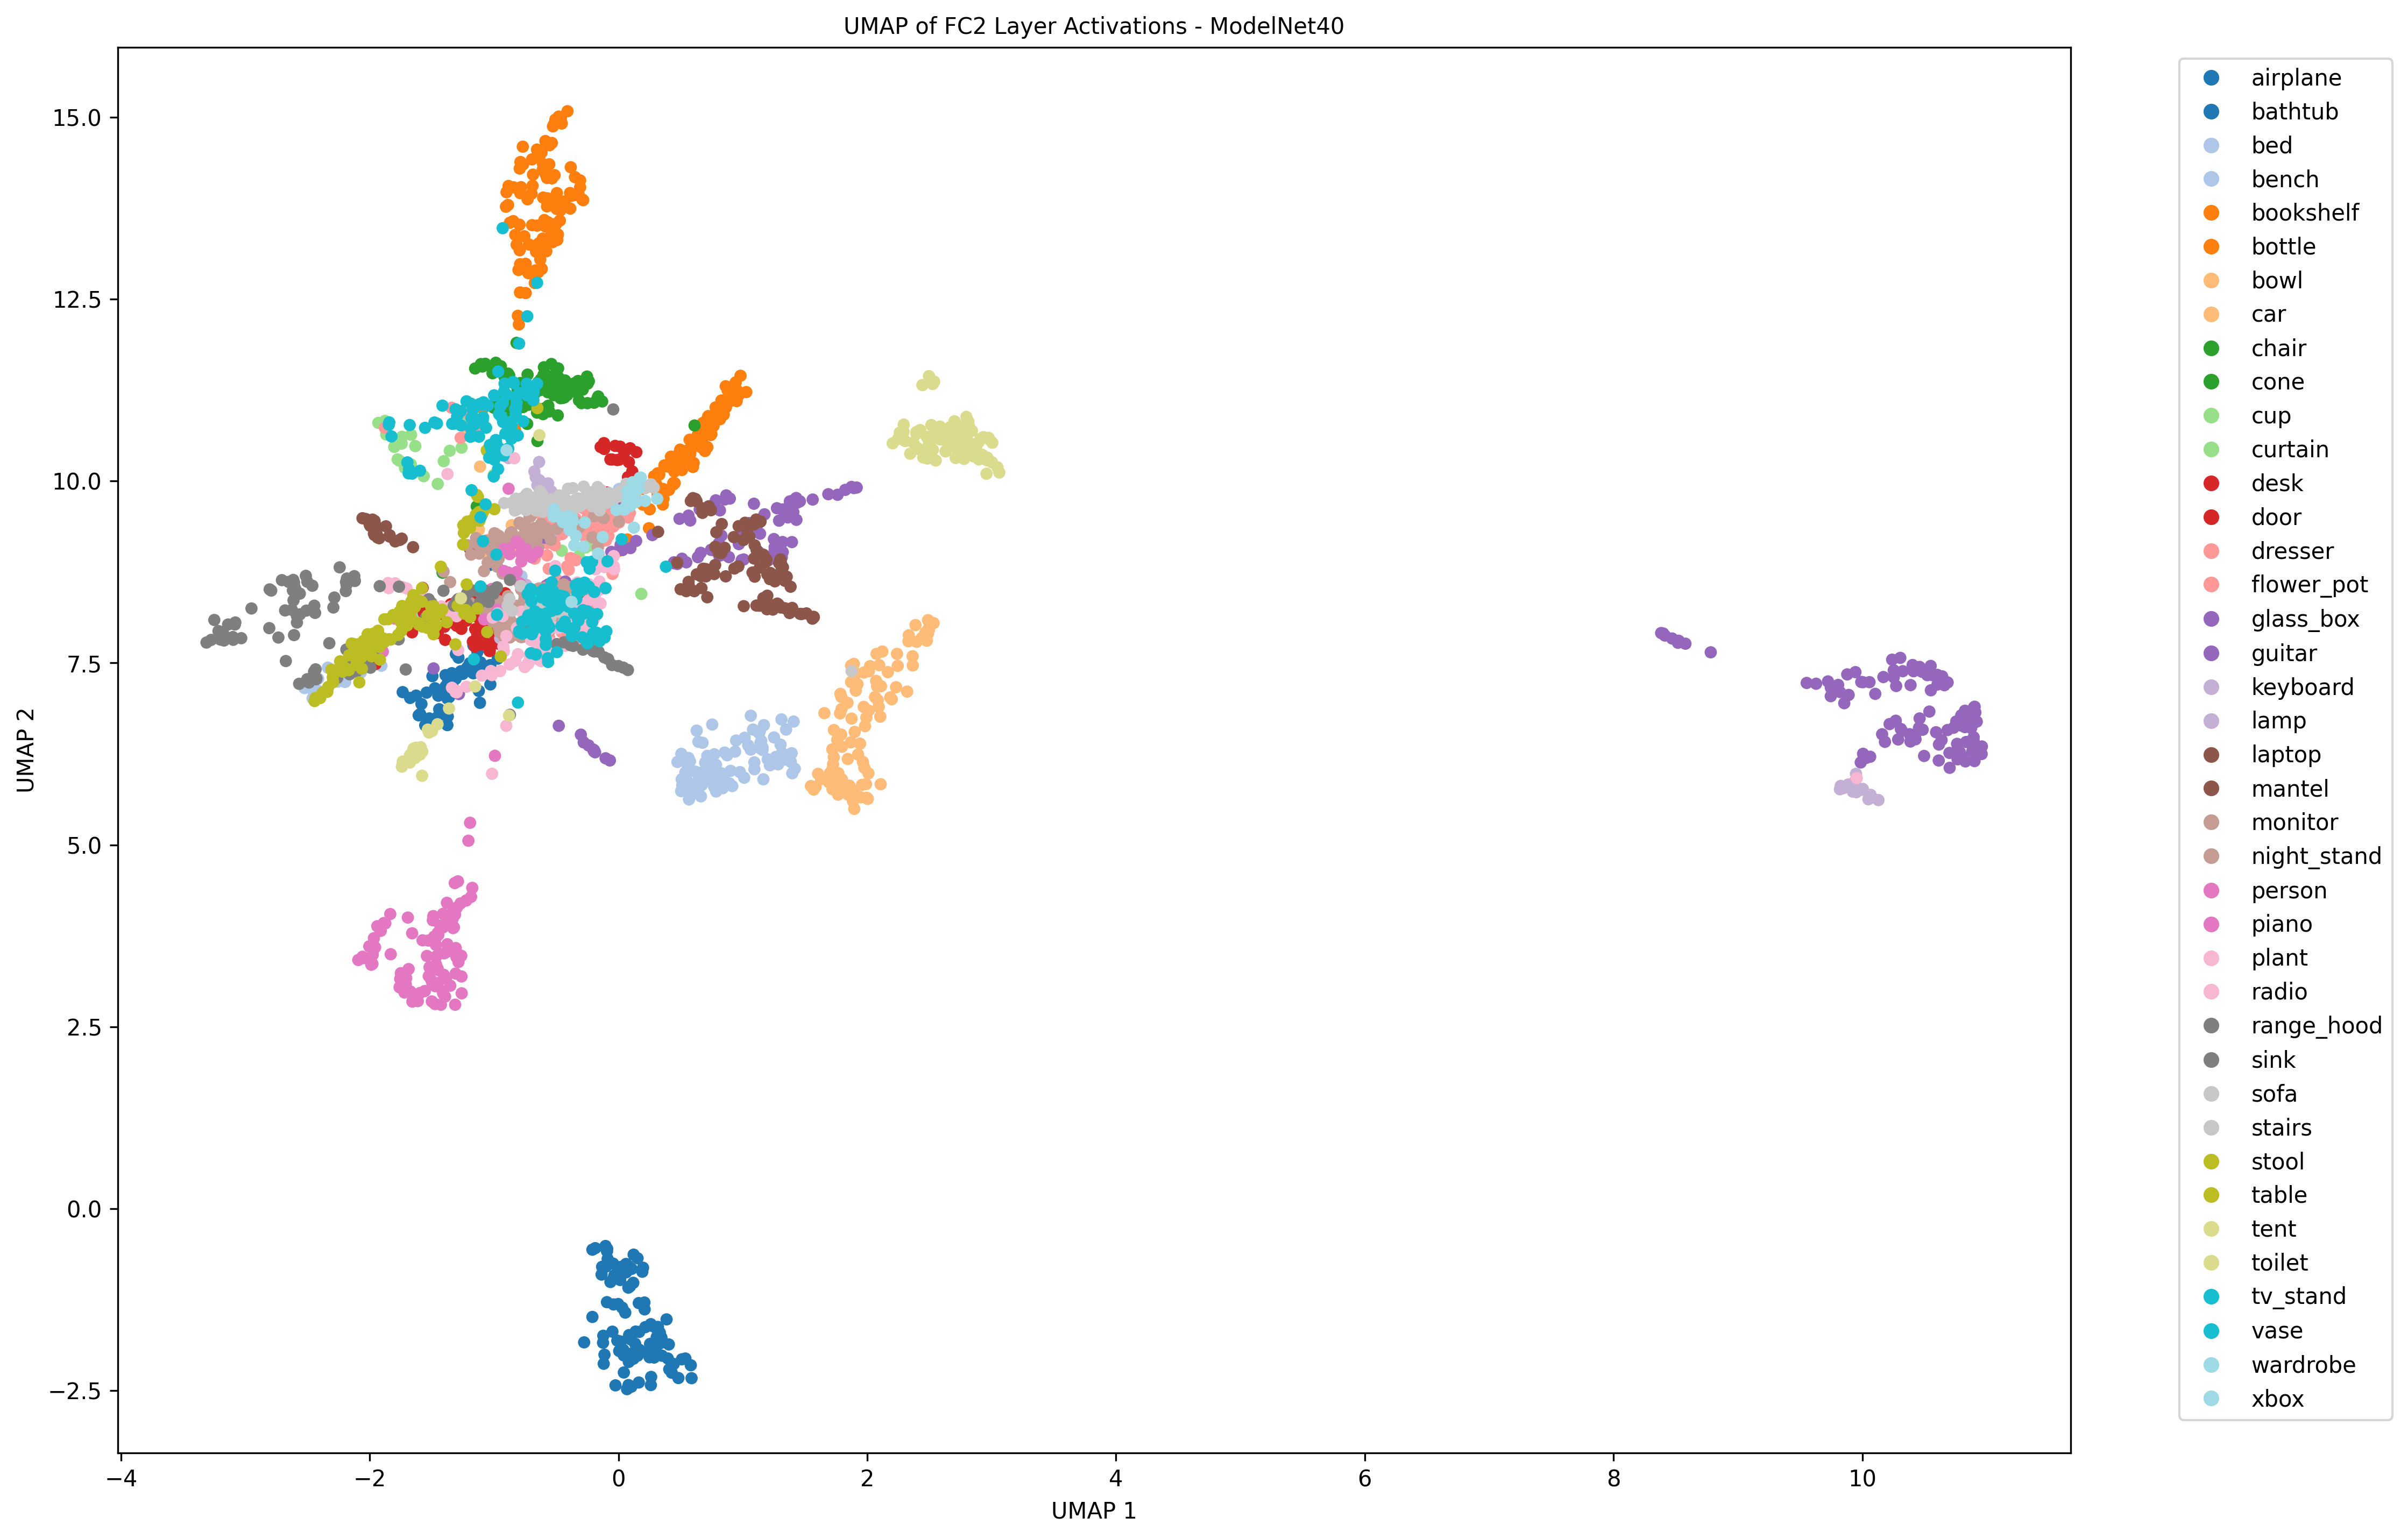 UMAP of FC2 Layer Activations - ModelNet40
15.0
12.5
10.0
7.5
5.0
2.5
0.0
−2.5
UMAP 2
−4
−2
0
2
4
6
8
10
UMAP 1
airplane
bathtub
bed
bench
bookshelf
bottle
bowl
car
chair
cone
cup
curtain
desk
door
dresser
flower_pot
glass_box
guitar
keyboard
lamp
laptop
mantel
monitor
night_stand
person
piano
plant
radio
range_hood
sink
sofa
stairs
stool
table
tent
toilet
tv_stand
vase
wardrobe
xbox